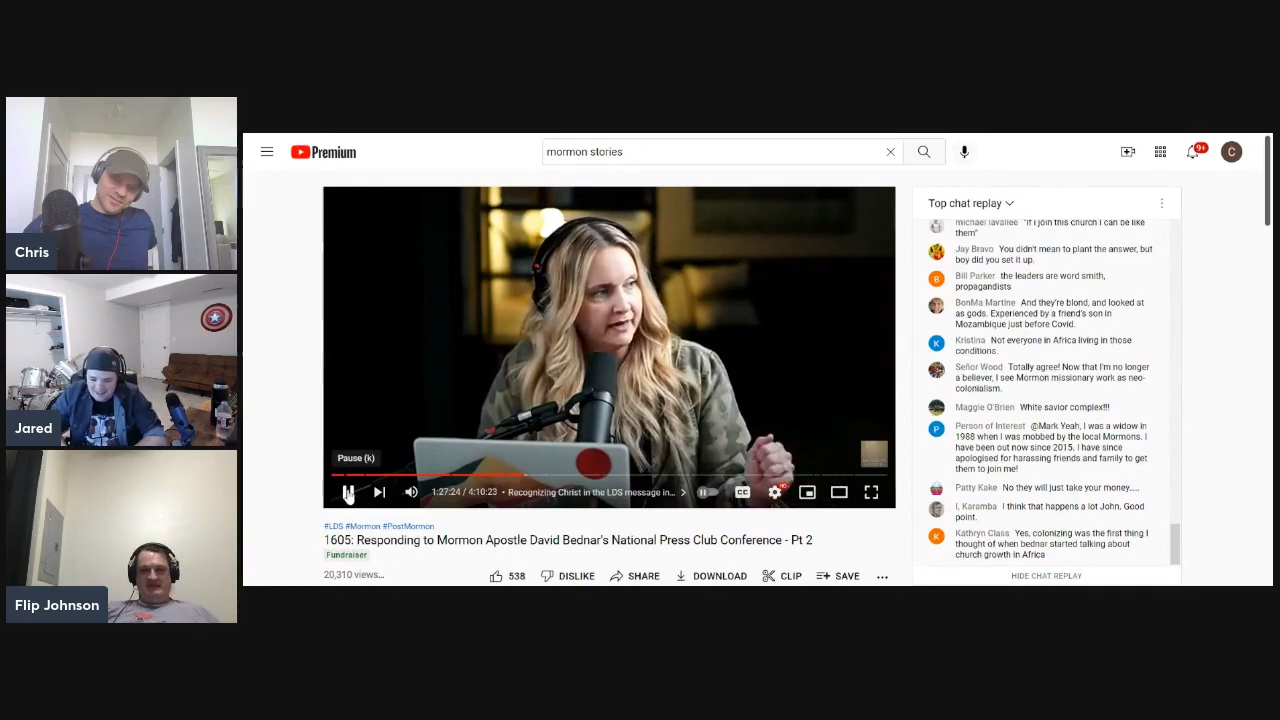 Chris
Jared
Flip Johnson
Premium
mormon stories
9+
C
Pause (k)
1:27:24 / 4:10:23 • Recognizing Christ in the LDS message in...
CC
HD
#LDS #Mormon #PostMormon
1605: Responding to Mormon Apostle David Bednar's National Press Club Conference - Pt 2
Fundraiser
20,310 views...
538
DISLIKE
SHARE
DOWNLOAD
CLIP
SAVE
Top chat replay
michael lavallee "If I join this church I can be like
them"
Jay Bravo You didn't mean to plant the answer, but
boy did you set it up.
B
Bill Parker the leaders are word smith,
propagandists
BonMa Martine And they're blond, and looked at
as gods. Experienced by a friend's son in
Mozambique just before Covid.
K
Kristina Not everyone in Africa living in those
conditions.
Señor Wood Totally agree! Now that I'm no longer
a believer, I see Mormon missionary work as neo-
colonialism.
Maggie O'Brien White savior complex!!!
P
Person of Interest @Mark Yeah, I was a widow in
1988 when I was mobbed by the local Mormons. I
have been out now since 2015. I have since
apologised for harassing friends and family to get
them to join me!
Patty Kake No they will just take your money.....
I, Karamba I think that happens a lot John. Good
point.
K
Kathryn Class Yes, colonizing was the first thing I
thought of when bednar started talking about
church growth in Africa
HIDE CHAT REPLAY